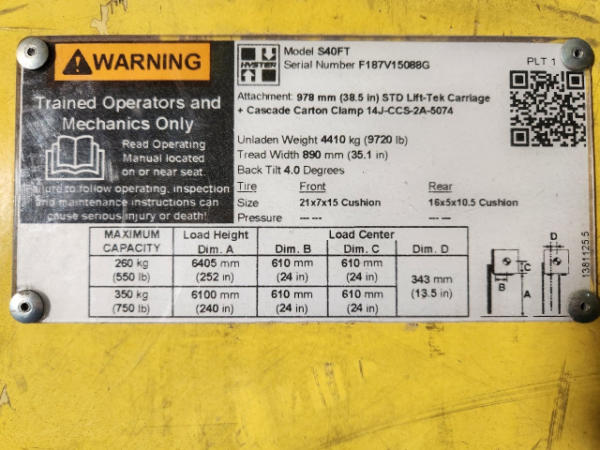 WARNING
Trained Operators and
Mechanics Only
Read Operating
Manual located
on or near seat.
Failure to follow operating, inspection
and maintenance instructions can
cause serious injury or death!
HYSTER
Model S40FT
Serial Number F187V15088G
PLT 1
Attachment: 978 mm (38.5 in) STD Lift-Tek Carriage
+ Cascade Carton Clamp 14J-CCS-2A-5074
Unladen Weight 4410 kg (9720 lb)
Tread Width 890 mm (35.1 in)
Back Tilt 4.0 Degrees
Tire Front Rear
Size 21x7x15 Cushion 16x5x10.5 Cushion
Pressure --- --- --- ---
MAXIMUM CAPACITY Load Height Dim. A Load Center Dim. B Dim. C Dim. D
260 kg (550 lb) 6405 mm (252 in) 610 mm (24 in) 610 mm (24 in) 343 mm (13.5 in)
350 kg (750 lb) 6100 mm (240 in) 610 mm (24 in) 610 mm (24 in)
D
C
B
A
1381125.5